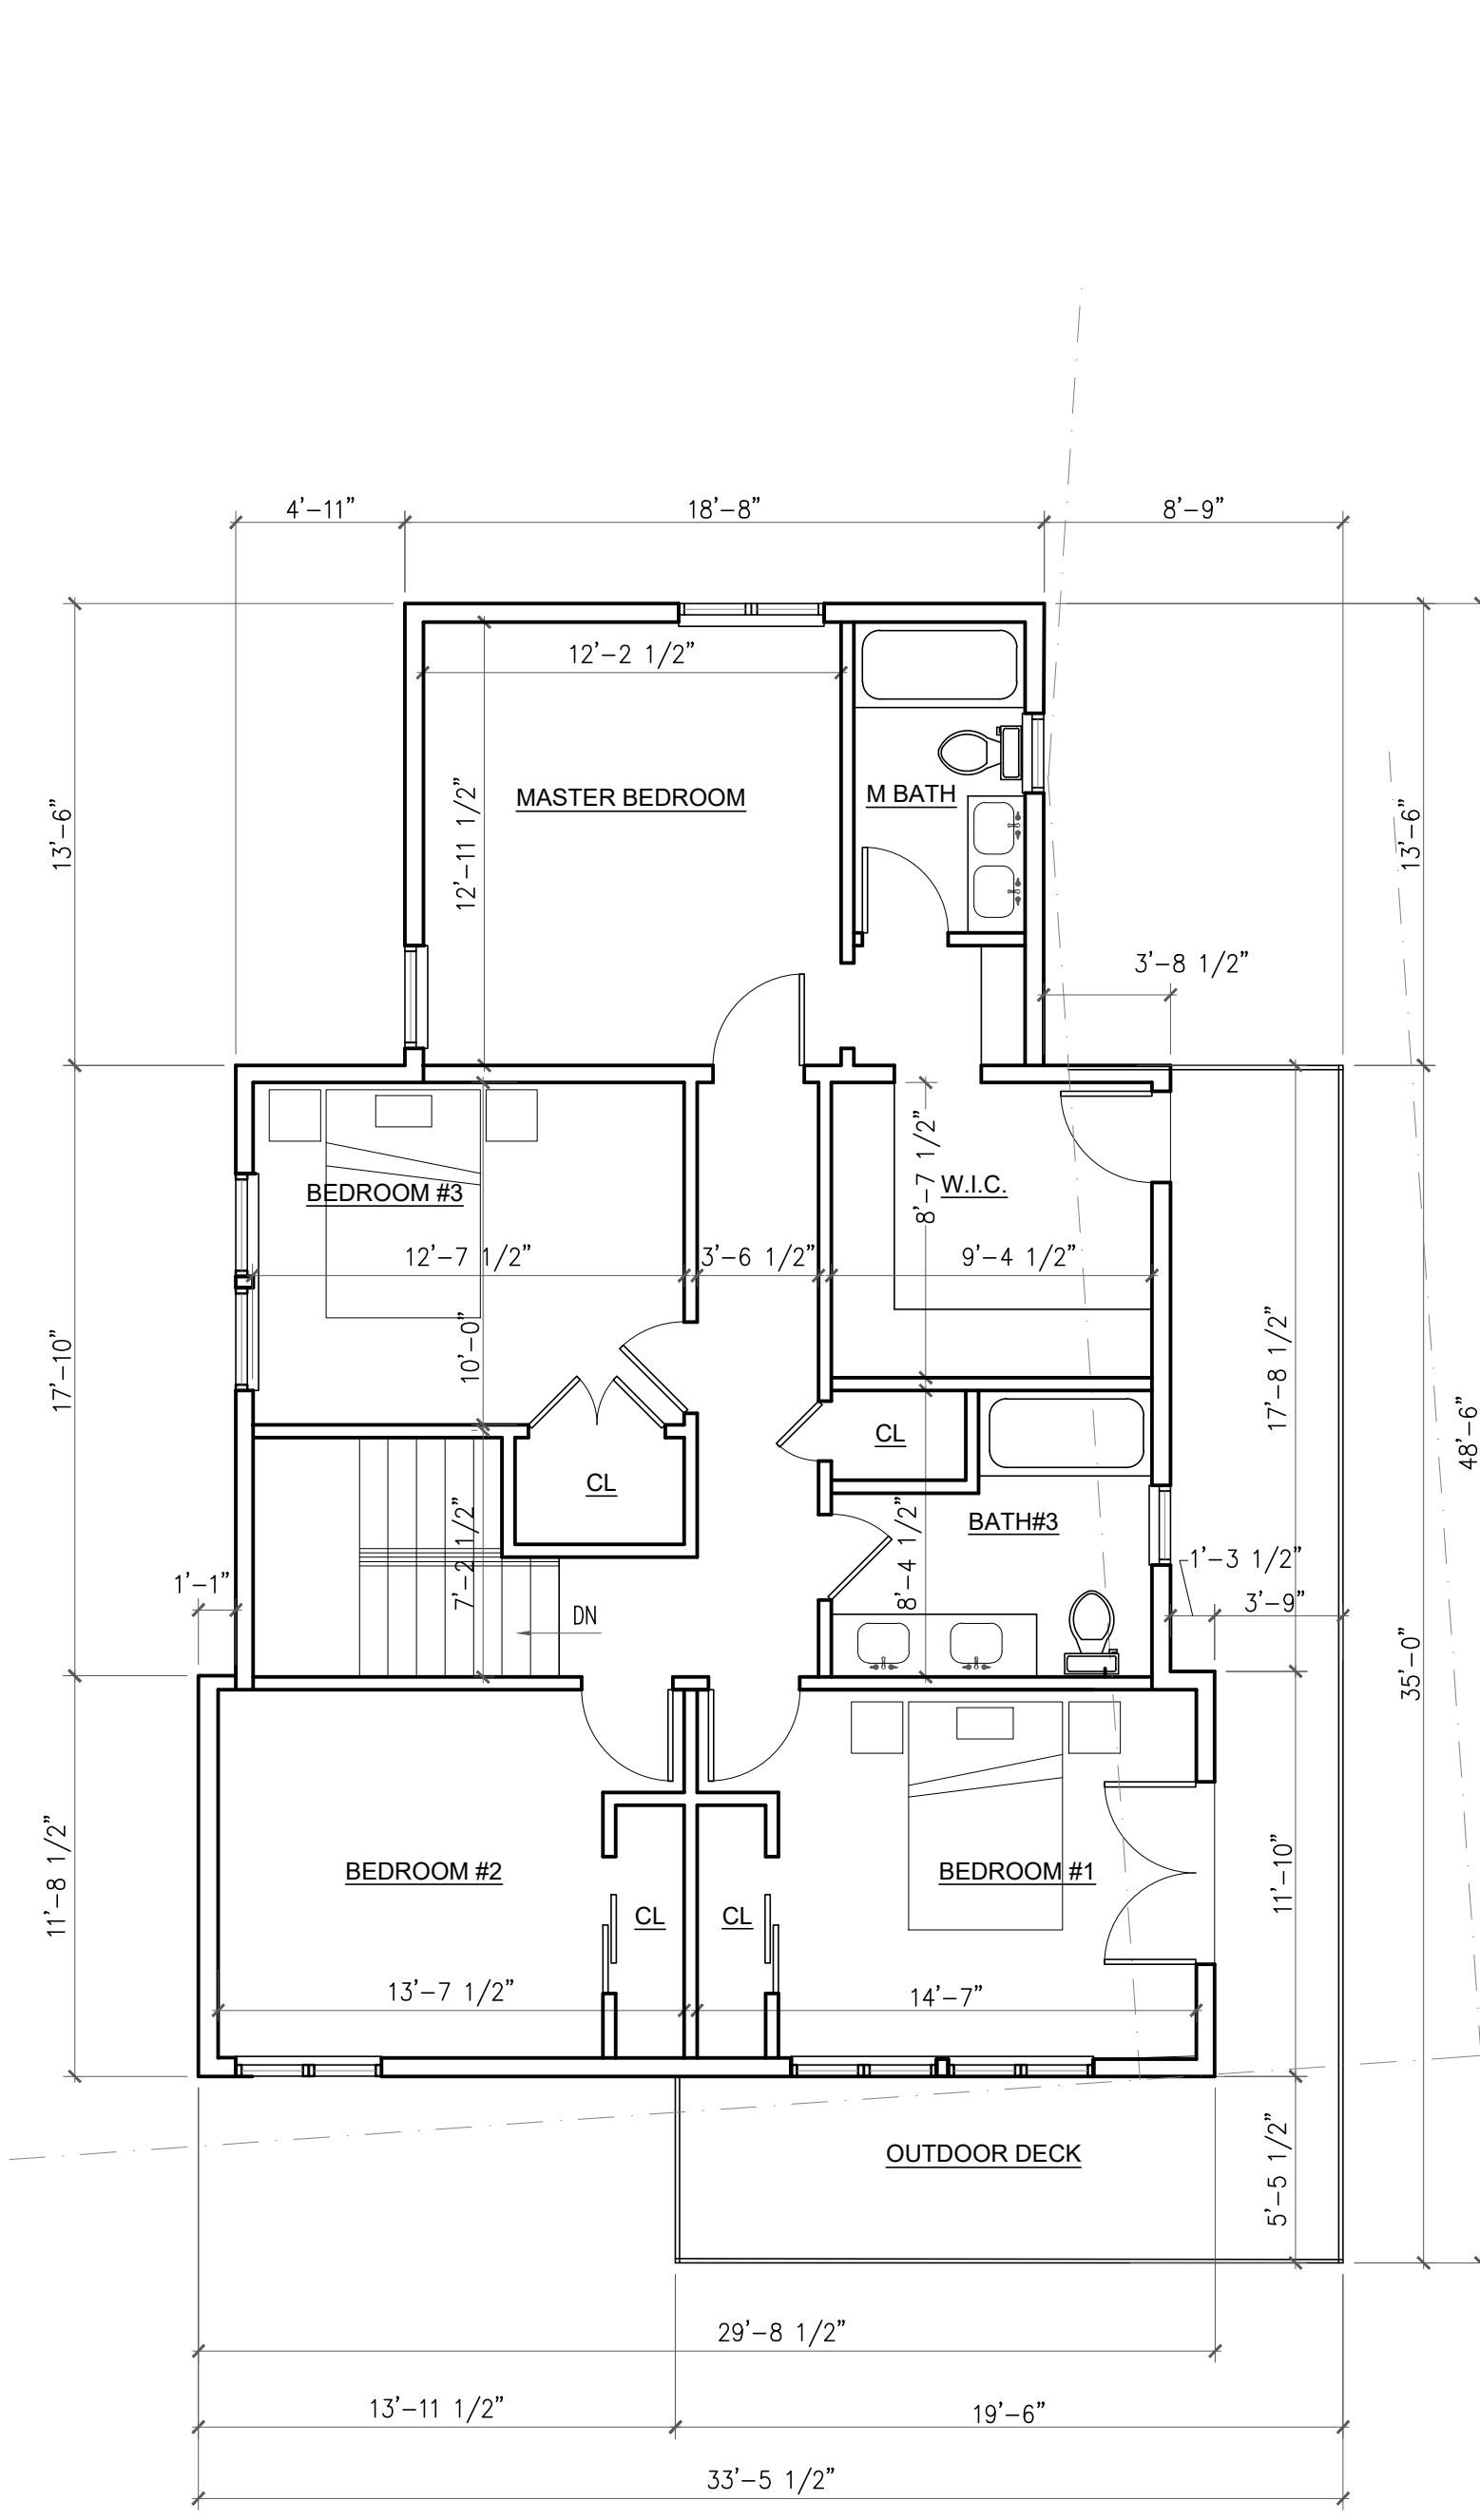 4'-11"
18'-8"
8'-9"
12'-2 1/2"
13'-6"
12'-11 1/2"
MASTER BEDROOM
M BATH
13'-6"
3'-8 1/2"
BEDROOM #3
8'-7 1/2"
W.I.C.
12'-7 1/2"
3'-6 1/2"
9'-4 1/2"
17'-10"
10'-0"
17'-8 1/2"
48'-6"
CL
CL
7'-2 1/2"
8'-4 1/2"
BATH#3
1'-3 1/2"
1'-1"
DN
3'-9"
35'-0"
11'-8 1/2"
BEDROOM #2
BEDROOM #1
11'-10"
CL
CL
13'-7 1/2"
14'-7"
OUTDOOR DECK
5'-5 1/2"
29'-8 1/2"
13'-11 1/2"
19'-6"
33'-5 1/2"